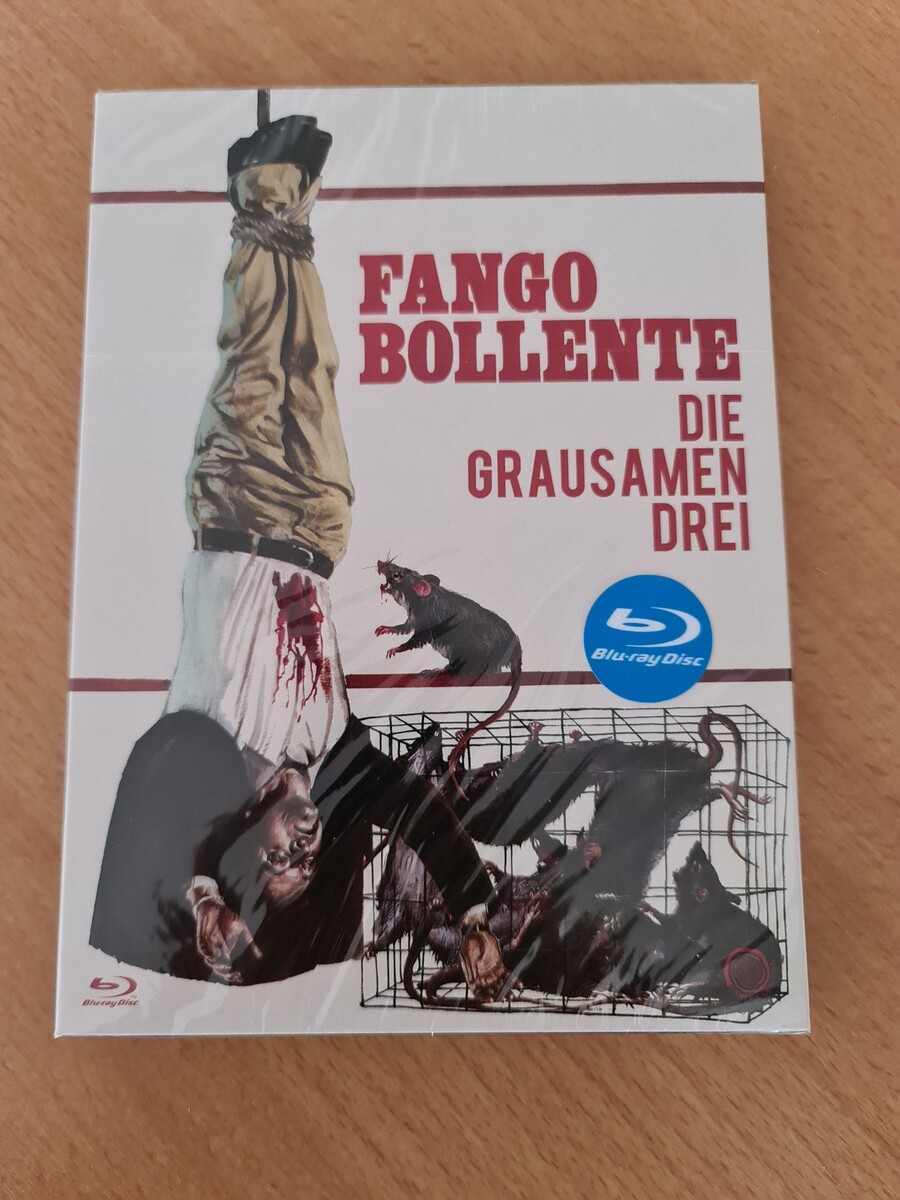 FANGO
BOLLENTE
DIE
GRAUSAMEN
DREI
Blu-ray Disc
Blu-ray Disc